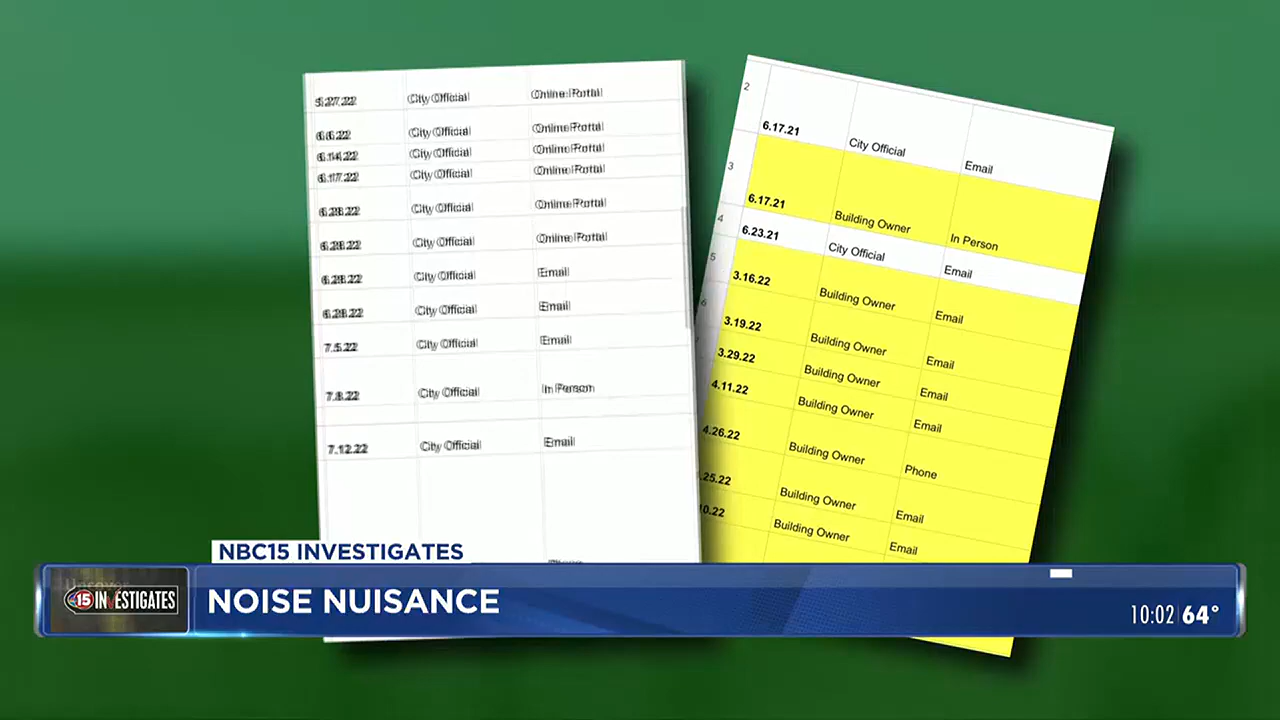 5.27.22 City Official Online Portal
6.6.22 City Official Online Portal
6.14.22 City Official Online Portal
6.17.22 City Official Online Portal
6.28.22 City Official Online Portal
6.28.22 City Official Online Portal
6.28.22 City Official Email
6.28.22 City Official Email
7.5.22 City Official Email
7.8.22 City Official In Person
7.12.22 City Official Email
2 6.17.21 City Official Email
3 6.17.21 Building Owner In Person
4 6.23.21 City Official Email
5 3.16.22 Building Owner Email
6 3.19.22 Building Owner Email
3.29.22 Building Owner Email
4.11.22 Building Owner Email
4.26.22 Building Owner Phone
.25.22 Building Owner Email
0.22 Building Owner Email
NBC15 INVESTIGATES
15 INVESTIGATES
NOISE NUISANCE
10:02 64°